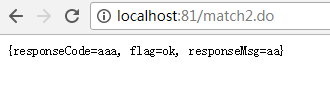 localhost:81/match2.do
{responseCode=aaa, flag=ok, responseMsg=aa}